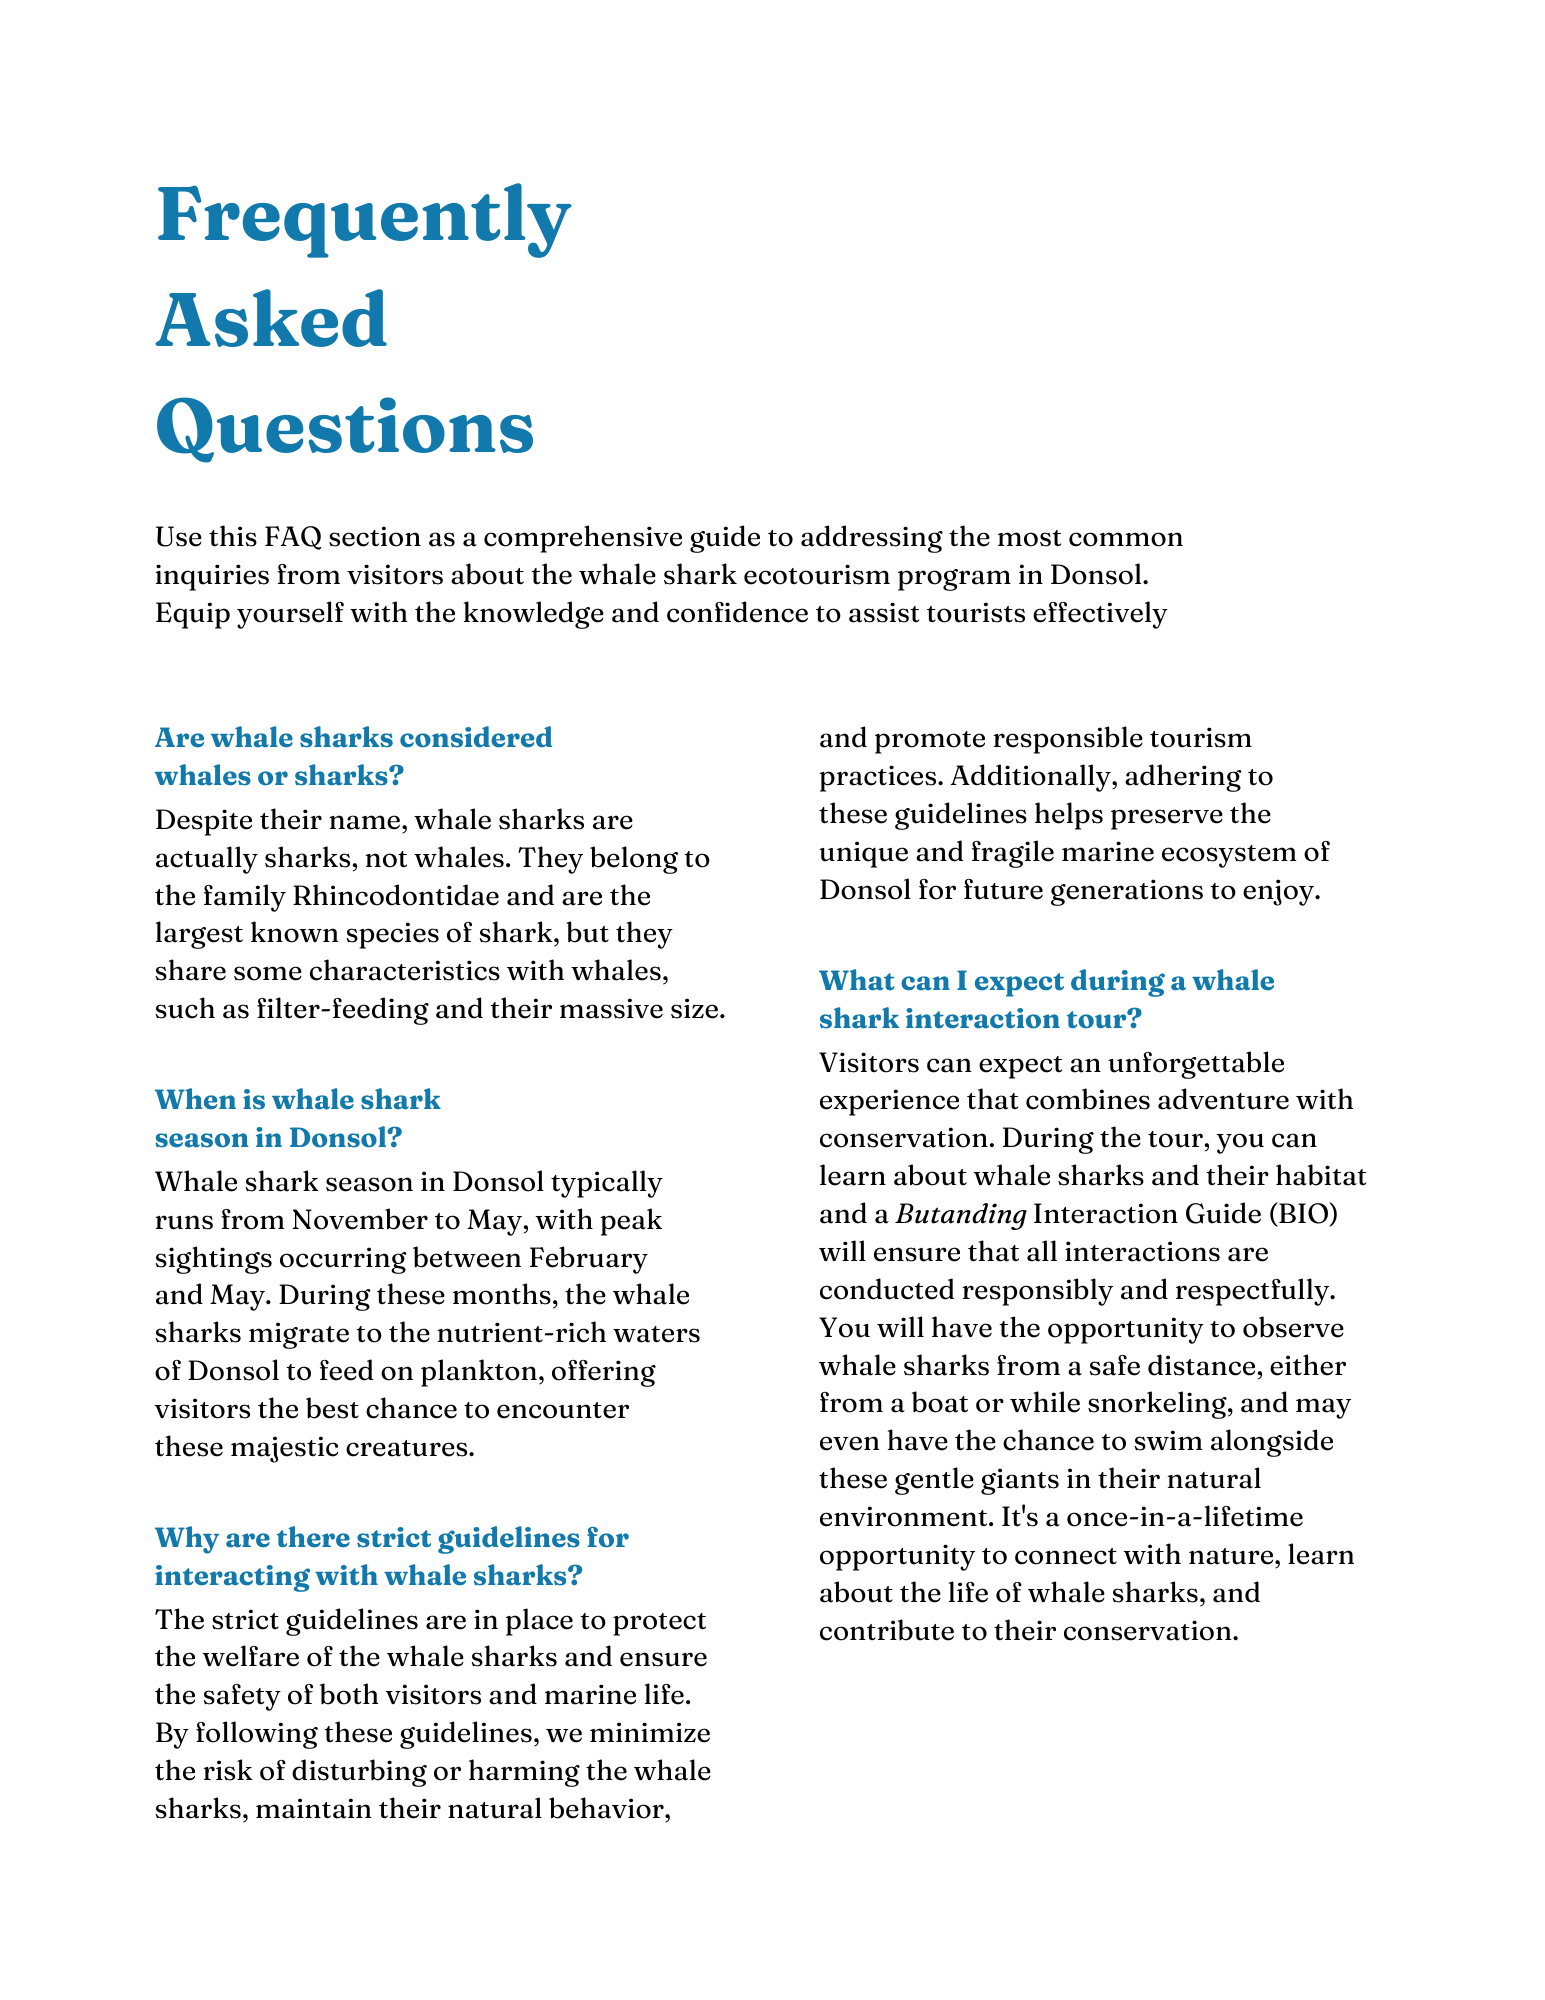 Frequently
Asked
Questions
Use this FAQ section as a comprehensive guide to addressing the most common
inquiries from visitors about the whale shark ecotourism program in Donsol.
Equip yourself with the knowledge and confidence to assist tourists effectively
Are whale sharks considered
whales or sharks?
Despite their name, whale sharks are
actually sharks, not whales. They belong to
the family Rhincodontidae and are the
largest known species of shark, but they
share some characteristics with whales,
such as filter-feeding and their massive size.
When is whale shark
season in Donsol?
Whale shark season in Donsol typically
runs from November to May, with peak
sightings occurring between February
and May. During these months, the whale
sharks migrate to the nutrient-rich waters
of Donsol to feed on plankton, offering
visitors the best chance to encounter
these majestic creatures.
Why are there strict guidelines for
interacting with whale sharks?
The strict guidelines are in place to protect
the welfare of the whale sharks and ensure
the safety of both visitors and marine life.
By following these guidelines, we minimize
the risk of disturbing or harming the whale
sharks, maintain their natural behavior,
and promote responsible tourism
practices. Additionally, adhering to
these guidelines helps preserve the
unique and fragile marine ecosystem of
Donsol for future generations to enjoy.
What can I expect during a whale
shark interaction tour?
Visitors can expect an unforgettable
experience that combines adventure with
conservation. During the tour, you can
learn about whale sharks and their habitat
and a Butanding Interaction Guide (BIO)
will ensure that all interactions are
conducted responsibly and respectfully.
You will have the opportunity to observe
whale sharks from a safe distance, either
from a boat or while snorkeling, and may
even have the chance to swim alongside
these gentle giants in their natural
environment. It's a once-in-a-lifetime
opportunity to connect with nature, learn
about the life of whale sharks, and
contribute to their conservation.